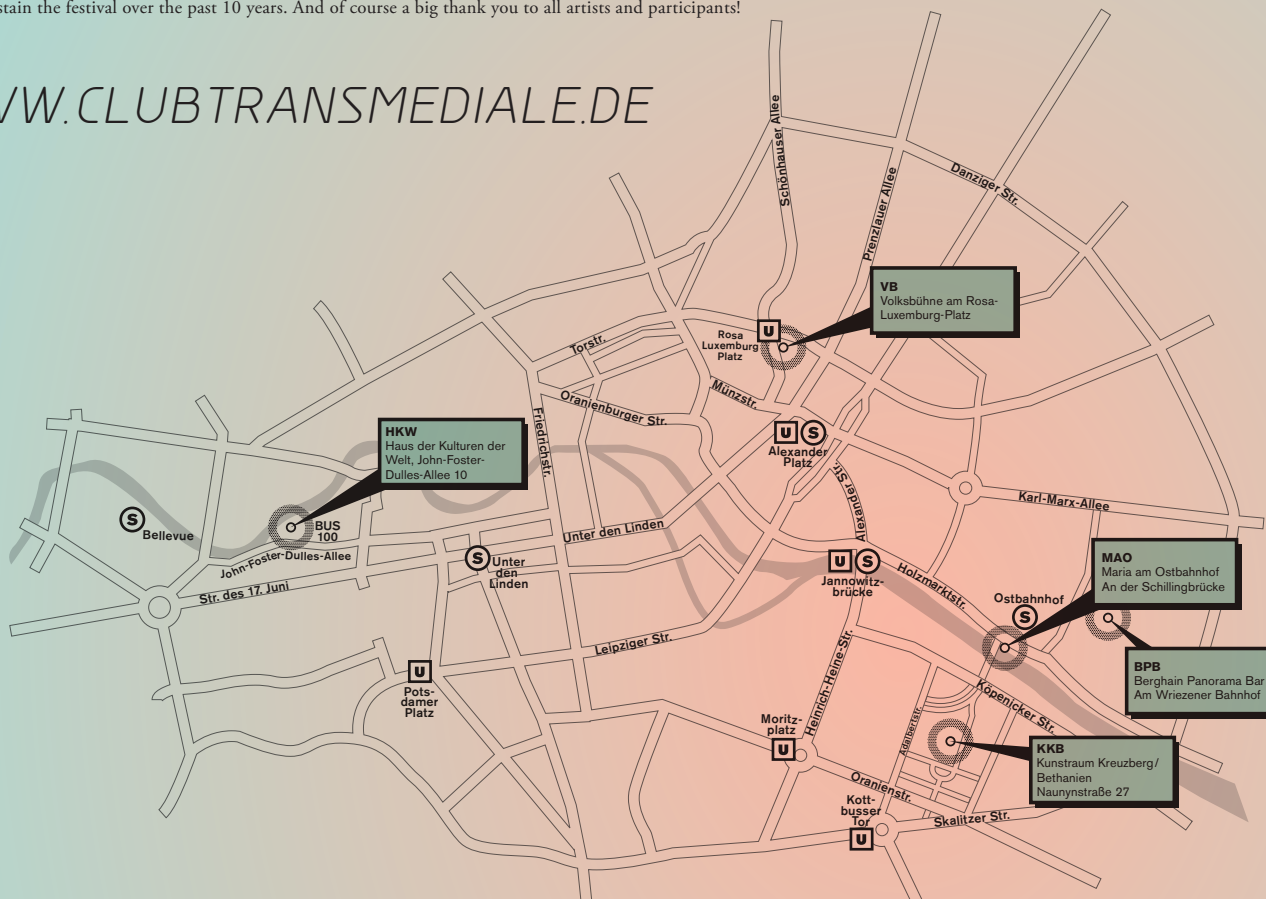 stain the festival over the past 10 years. And of course a big thank you to all artists and participants!
WW.CLUBTRANSMEDIALE.DE
Schönhauser Allee
Prenzlauer Allee
Danziger Str.
VB
Volksbühne am Rosa-
Luxemburg-Platz
U
Rosa
Luxemburg
Platz
Torstr.
Münzstr.
Oranienburger Str.
Friedrichstr.
HKW
Haus der Kulturen der
Welt, John-Foster-
Dulles-Allee 10
U S
Alexander
Platz
Alexander Str.
Karl-Marx-Allee
S
Bellevue
BUS
100
John-Foster-Dulles-Allee
Str. des 17. Juni
Unter den Linden
S
Unter
den
Linden
U S
Jannowitz-
brücke
Holzmarktstr.
MAO
Maria am Ostbahnhof
An der Schillingbrücke
Ostbahnhof
S
Leipziger Str.
Heinrich-Heine-Str.
BPB
Berghain Panorama Bar
Am Wriezener Bahnhof
U
Pots-
damer
Platz
Köpenicker Str.
Adalbertstr.
Moritz-
platz
U
KKB
Kunstraum Kreuzberg/
Bethanien
Naunynstraße 27
Oranienstr.
Kott-
busser
Tor
U
Skalitzer Str.